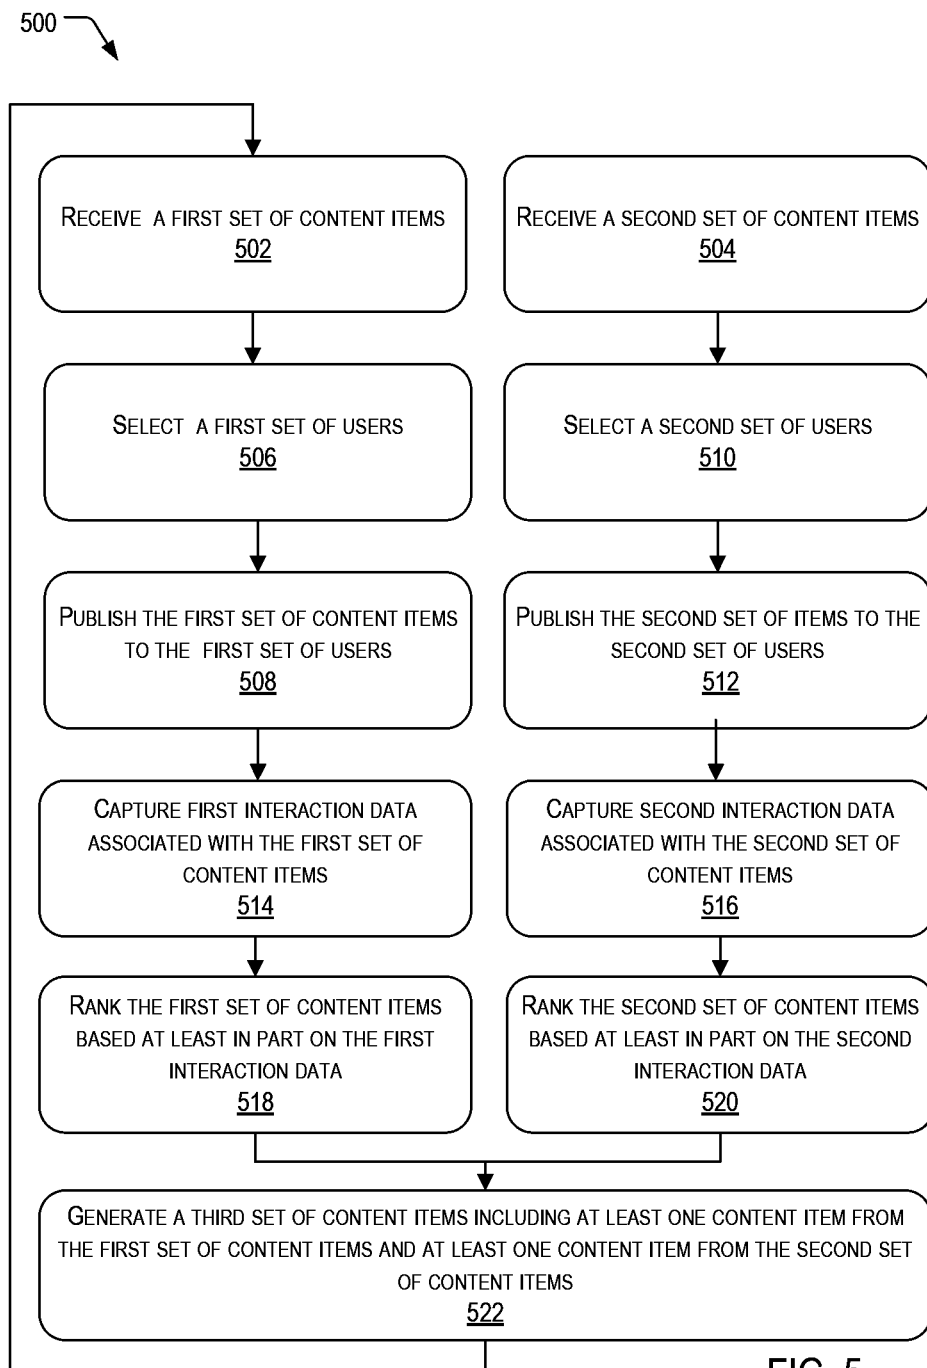 500
RECEIVE A FIRST SET OF CONTENT ITEMS
502
RECEIVE A SECOND SET OF CONTENT ITEMS
504
SELECT A FIRST SET OF USERS
506
SELECT A SECOND SET OF USERS
510
PUBLISH THE FIRST SET OF CONTENT ITEMS
TO THE FIRST SET OF USERS
508
PUBLISH THE SECOND SET OF ITEMS TO THE
SECOND SET OF USERS
512
CAPTURE FIRST INTERACTION DATA
ASSOCIATED WITH THE FIRST SET OF
CONTENT ITEMS
514
CAPTURE SECOND INTERACTION DATA
ASSOCIATED WITH THE SECOND SET OF
CONTENT ITEMS
516
RANK THE FIRST SET OF CONTENT ITEMS
BASED AT LEAST IN PART ON THE FIRST
INTERACTION DATA
518
RANK THE SECOND SET OF CONTENT ITEMS
BASED AT LEAST IN PART ON THE SECOND
INTERACTION DATA
520
GENERATE A THIRD SET OF CONTENT ITEMS INCLUDING AT LEAST ONE CONTENT ITEM FROM
THE FIRST SET OF CONTENT ITEMS AND AT LEAST ONE CONTENT ITEM FROM THE SECOND SET
OF CONTENT ITEMS
522
FIG. 5